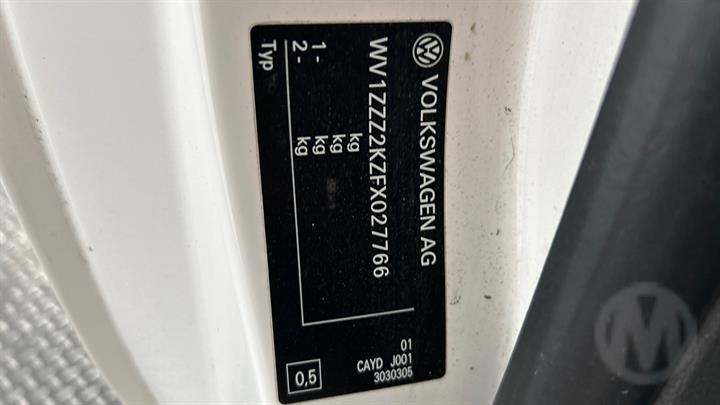 VOLKSWAGEN AG
WV1ZZZ2KZFX027766
kg
kg
1- kg
2- kg
Typ
01
CAYD J001
3030305
0,5
M